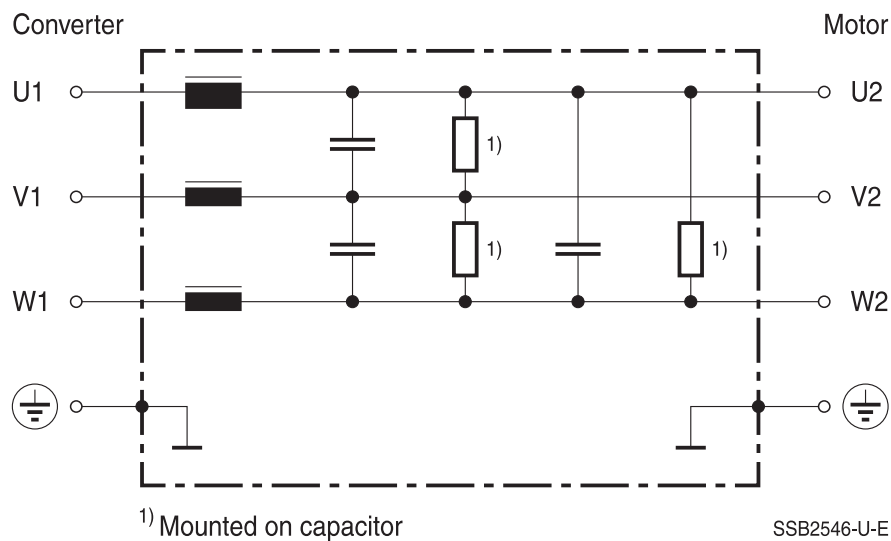 Converter
Motor
U1
U2
1)
V1
V2
1)
1)
W1
W2
1) Mounted on capacitor
SSB2546-U-E